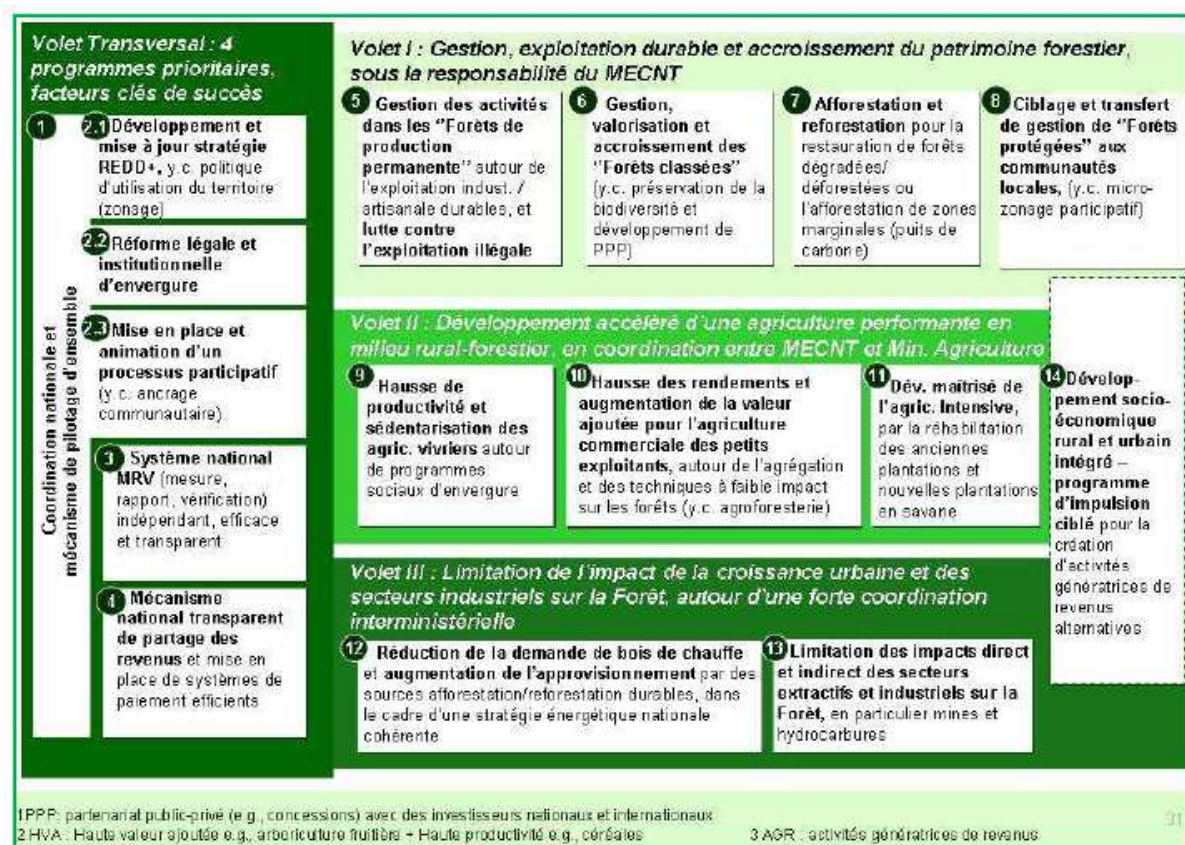 Volet Transversal : 4
programmes prioritaires,
facteurs clés de succès
1
Coordination nationale et
mécanisme de pilotage d'ensemble
2.1 Développement et
mise à jour stratégie
REDD+, y.c. politique
d'utilisation du territoire
(zonage)
2.2 Réforme légale et
institutionnelle
d'envergure
2.3 Mise en place et
animation d'un
processus participatif
(y.c. ancrage
communautaire)
3 Système national
MRV (mesure,
rapport, vérification)
indépendant, efficace
et transparent
4 Mécanisme
national transparent
de partage des
revenus et mise en
place de systèmes de
paiement efficients
Volet I : Gestion, exploitation durable et accroissement du patrimoine forestier,
sous la responsabilité du MECNT
5 Gestion des activités
dans les "Forêts de
production
permanente" autour de
l'exploitation indust. /
artisanale durables, et
lutte contre
l'exploitation illégale
6 Gestion,
valorisation et
accroissement des
"Forêts classées"
(y.c. préservation de la
biodiversité et
développement de
PPP)
7 Afforestation et
reforestation pour la
restauration de forêts
dégradées/
déforestées ou
l'afforestation de zones
marginales (puits de
carbone)
8 Ciblage et transfert
de gestion de "Forêts
protégées" aux
communautés
locales, (y.c. micro-
zonage participatif)
Volet II : Développement accéléré d'une agriculture performante en
milieu rural-forestier, en coordination entre MECNT et Min. Agriculture
9 Hausse de
productivité et
sédentarisation des
agric. vivriers autour
de programmes
sociaux d'envergure
10 Hausse des rendements et
augmentation de la valeur
ajoutée pour l'agriculture
commerciale des petits
exploitants, autour de l'agrégation
et des techniques à faible impact
sur les forêts (y.c. agroforesterie)
11 Dév. maîtrisé de
l'agric. Intensive,
par la réhabilitation
des anciennes
plantations et
nouvelles plantations
en savane
14 Dévelop-
pement socio-
économique
rural et urbain
intégré –
programme
d'impulsion
ciblé pour la
création
d'activités
génératrices de
revenus
alternatives
Volet III : Limitation de l'impact de la croissance urbaine et des
secteurs industriels sur la Forêt, autour d'une forte coordination
interministérielle
12 Réduction de la demande de bois de chauffe
et augmentation de l'approvisionnement par des
sources afforestation/reforestation durables, dans
le cadre d'une stratégie énergétique nationale
cohérente
13 Limitation des impacts direct
et indirect des secteurs
extractifs et industriels sur la
Forêt, en particulier mines et
hydrocarbures
1 PPP: partenariat public-privé (e.g., concessions) avec des investisseurs nationaux et internationaux
2 HVA : Haute valeur ajoutée e.g., arboriculture fruitière + Haute productivité e.g., céréales 3 AGR : activités génératrices de revenus
31